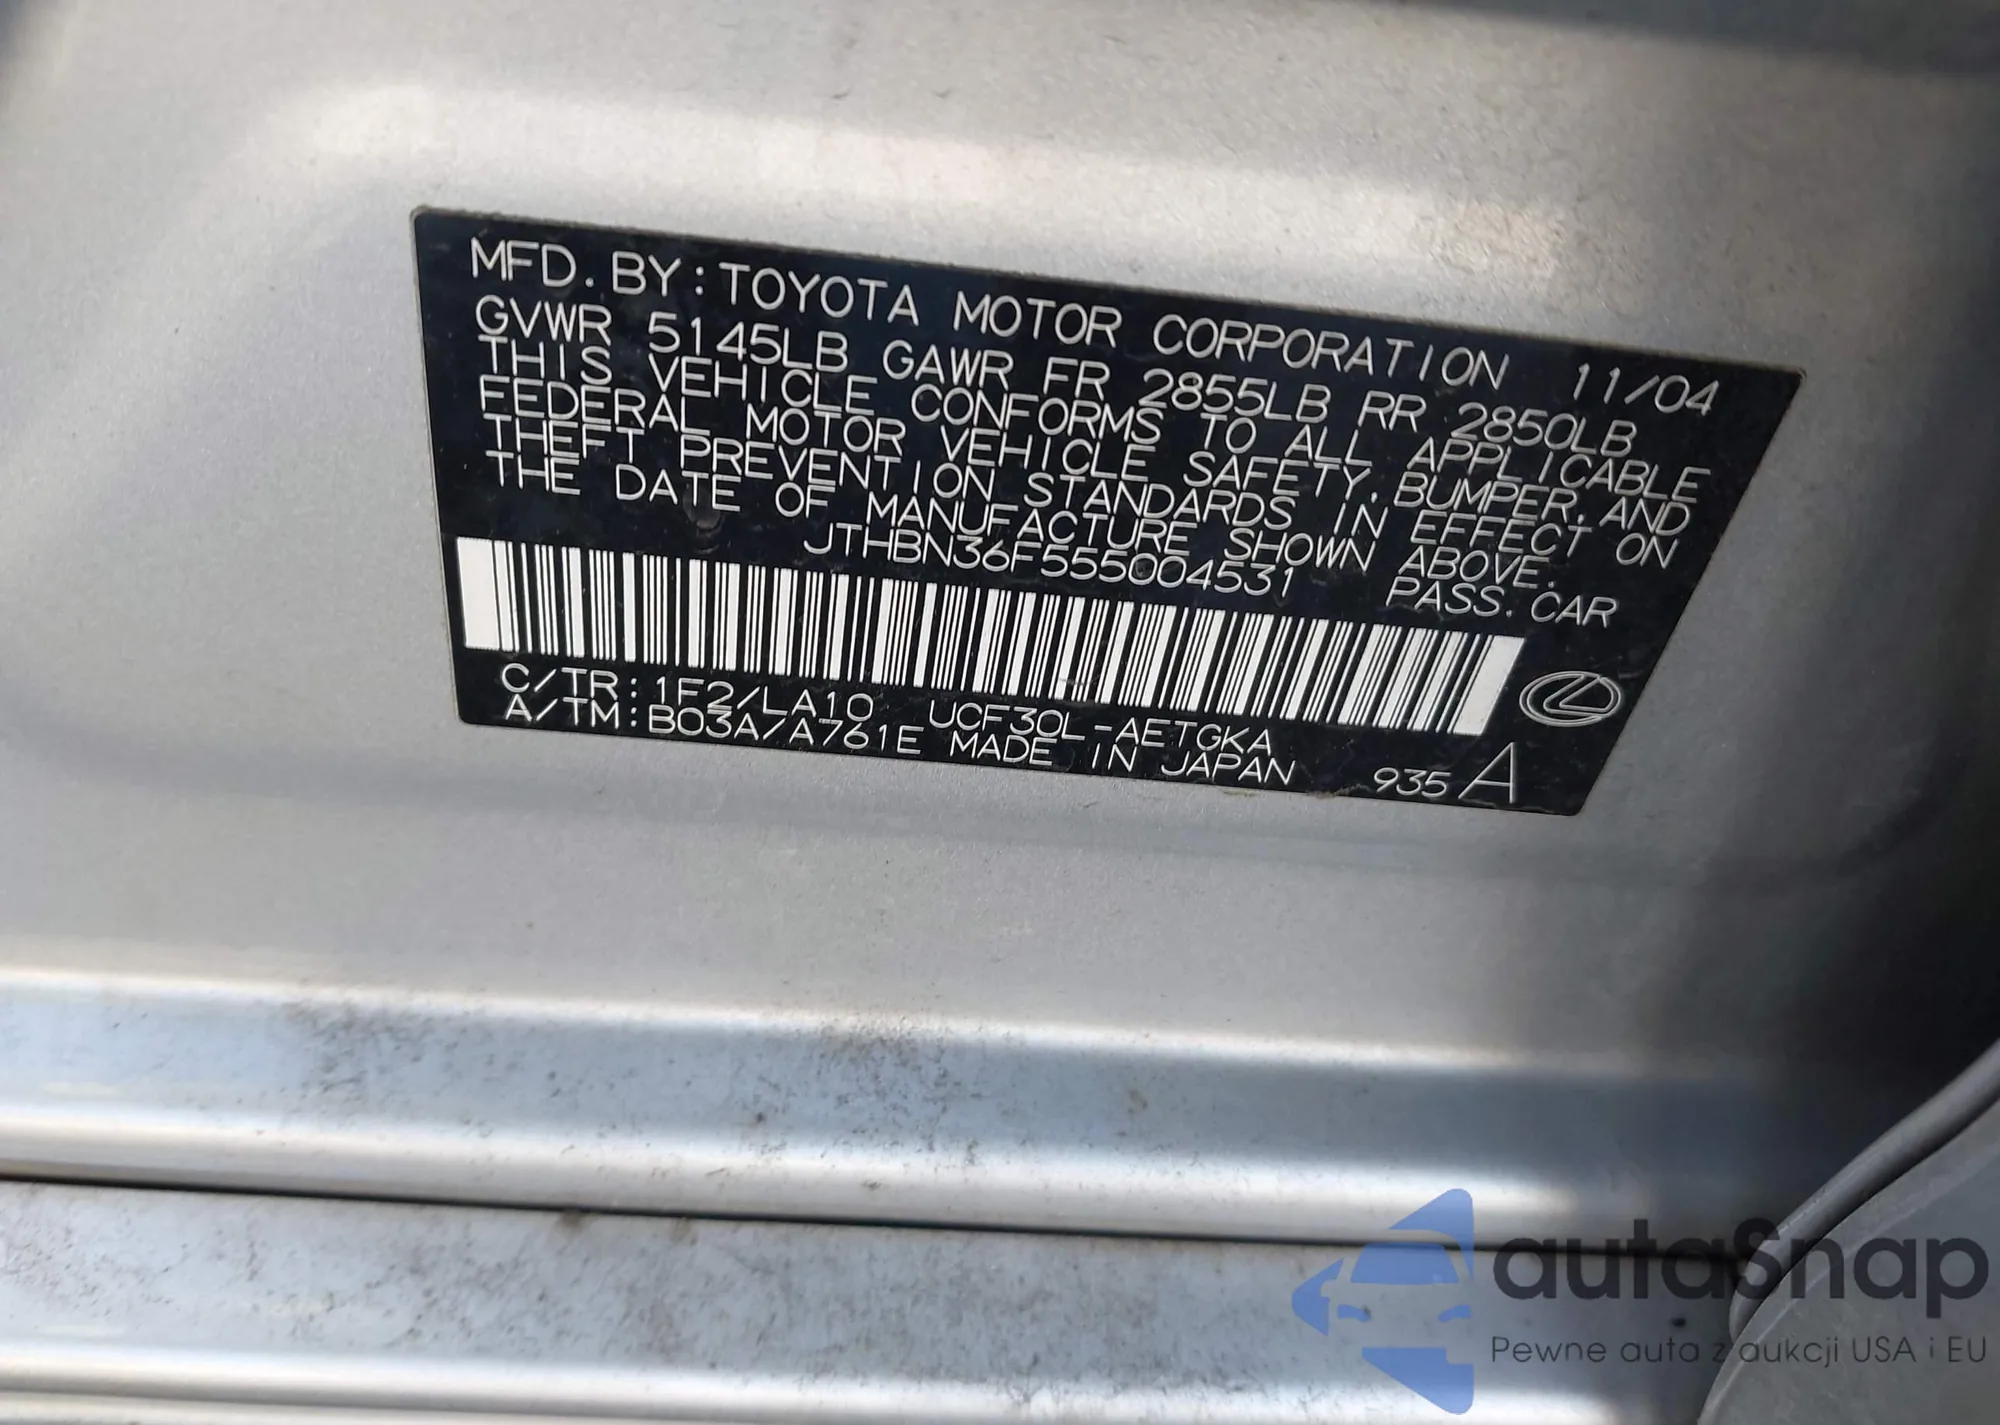 MFD. BY: TOYOTA MOTOR CORPORATION 11/04
GVWR 5145LB GAWR FR 2855LB RR 2850LB
THIS VEHICLE CONFORMS TO ALL APPLICABLE
FEDERAL MOTOR VEHICLE SAFETY, BUMPER, AND
THEFT PREVENTION STANDARDS IN EFFECT ON
THE DATE OF MANUFACTURE SHOWN ABOVE.
JTHBN36F555004531 PASS. CAR
C/TR: 1F2/LA10 UCF30L-AETGKA
A/TM: B03A/A761E MADE IN JAPAN 935 A
autaSnap
Pewne auta z aukcji USA i EU